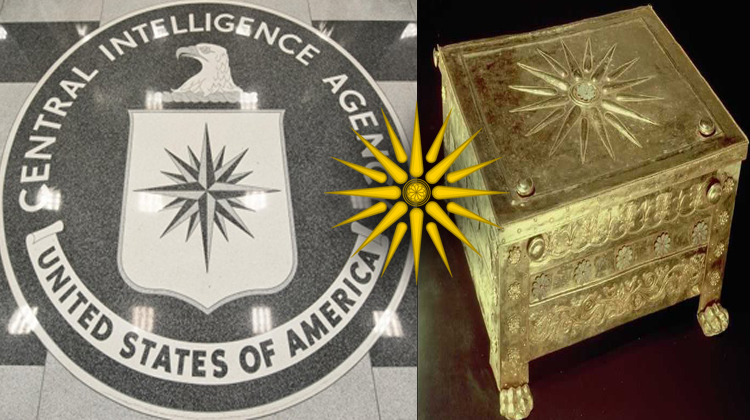 CENTRAL INTELLIGENCE AGENCY
UNITED STATES OF AMERICA